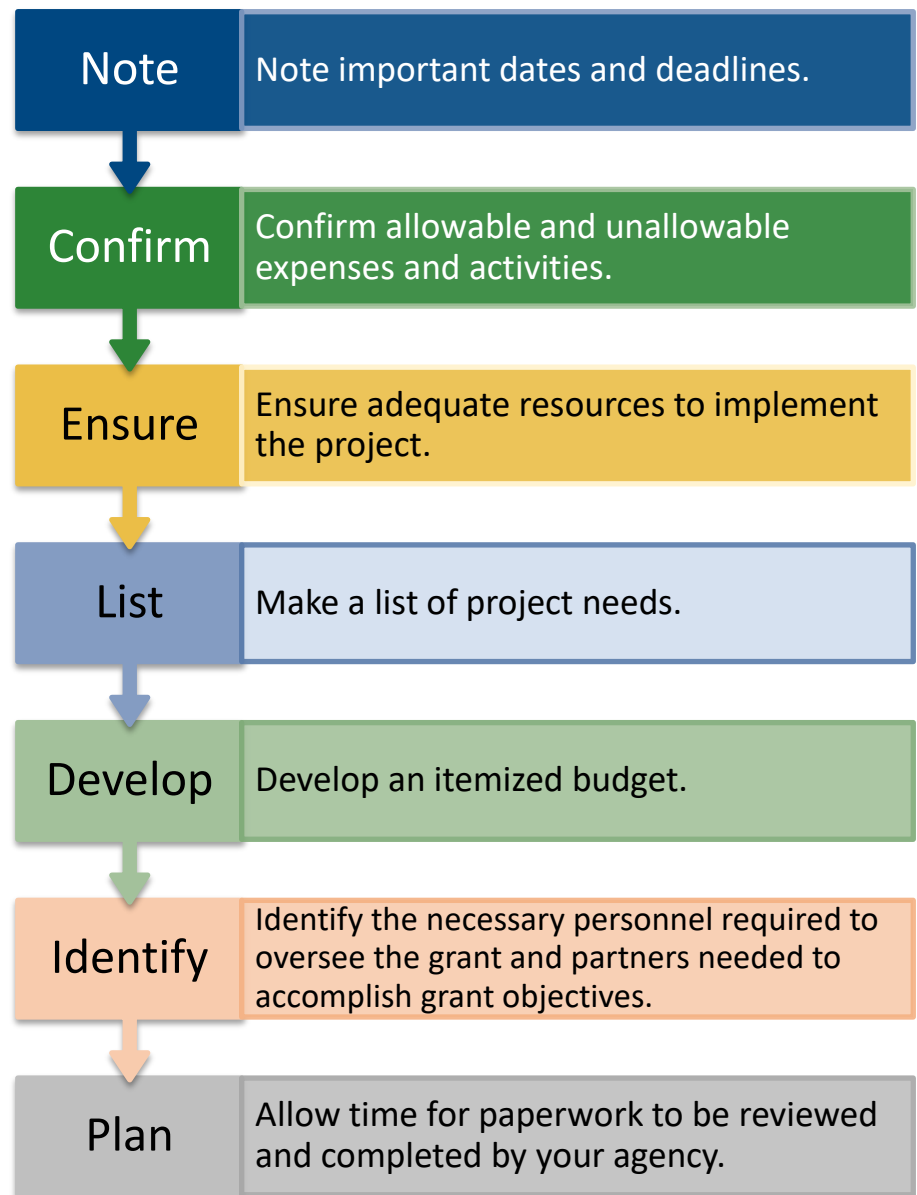 Note
Note important dates and deadlines.
Confirm
Confirm allowable and unallowable
expenses and activities.
Ensure
Ensure adequate resources to implement
the project.
List
Make a list of project needs.
Develop
Develop an itemized budget.
Identify
Identify the necessary personnel required to
oversee the grant and partners needed to
accomplish grant objectives.
Plan
Allow time for paperwork to be reviewed
and completed by your agency.